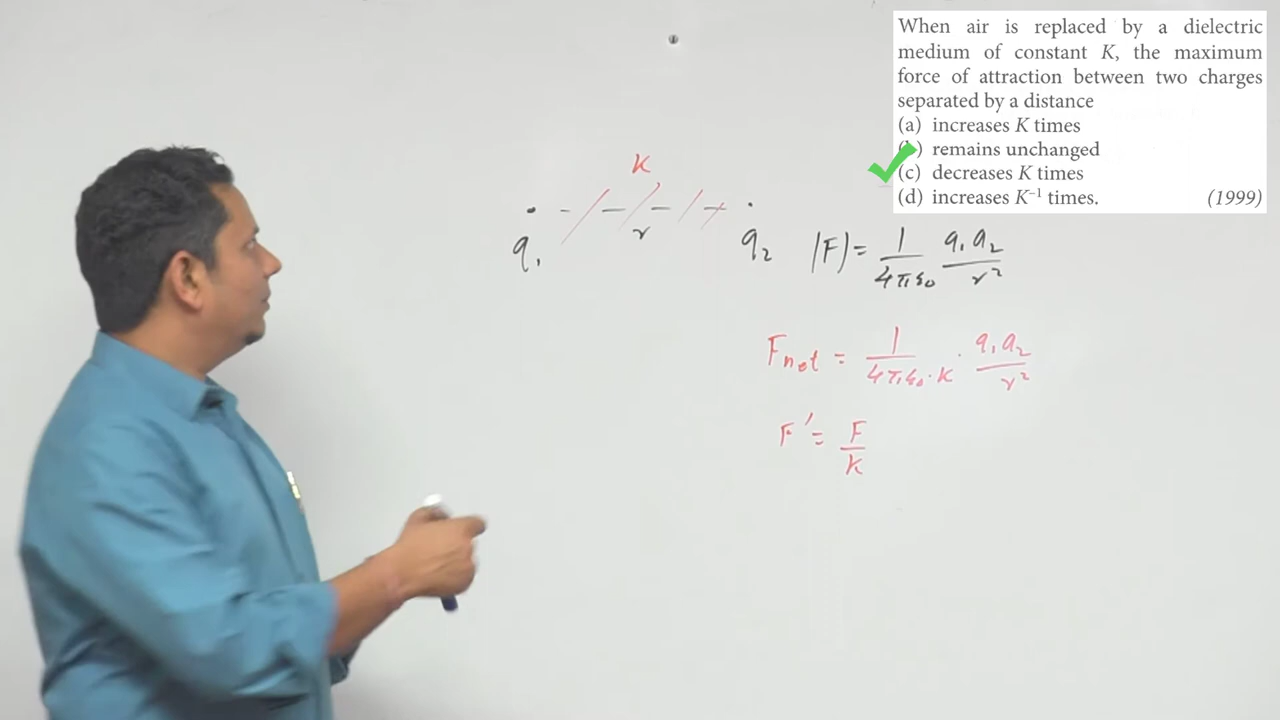 When air is replaced by a dielectric
medium of constant K, the maximum
force of attraction between two charges
separated by a distance
(a) increases K times
(b) remains unchanged
(c) decreases K times
(d) increases K⁻¹ times. (1999)
K
r
q₁ q₂
|F| = 1/4πε₀ q₁q₂/r²
Fnet = 1/4πε₀·K · q₁q₂/r²
F' = F/K